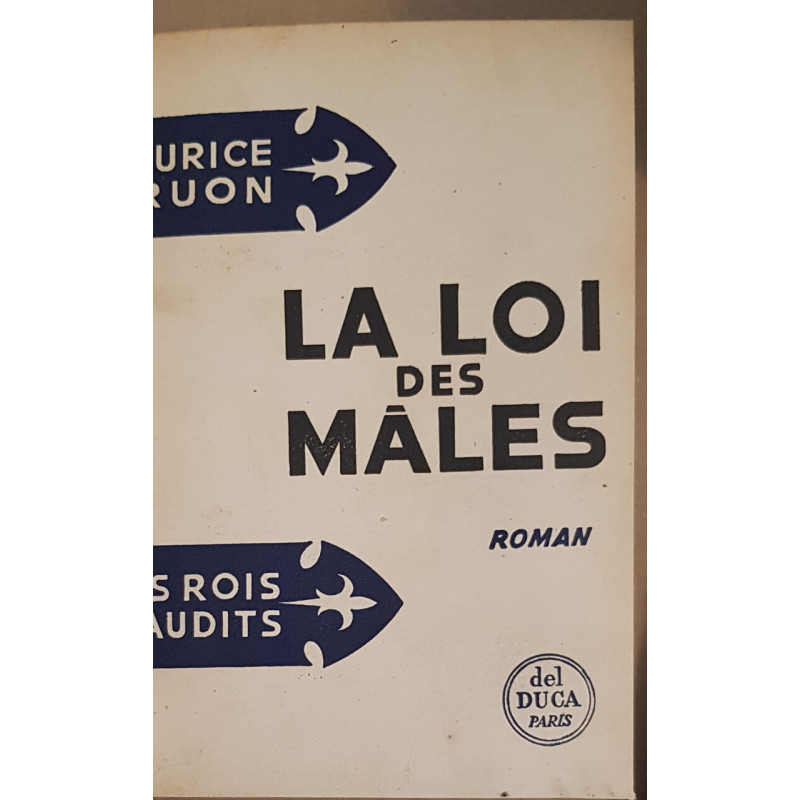 URICE
RUON
LA LOI
DES
MÂLES
ROMAN
S ROIS
AUDITS
del
DUCA
PARIS